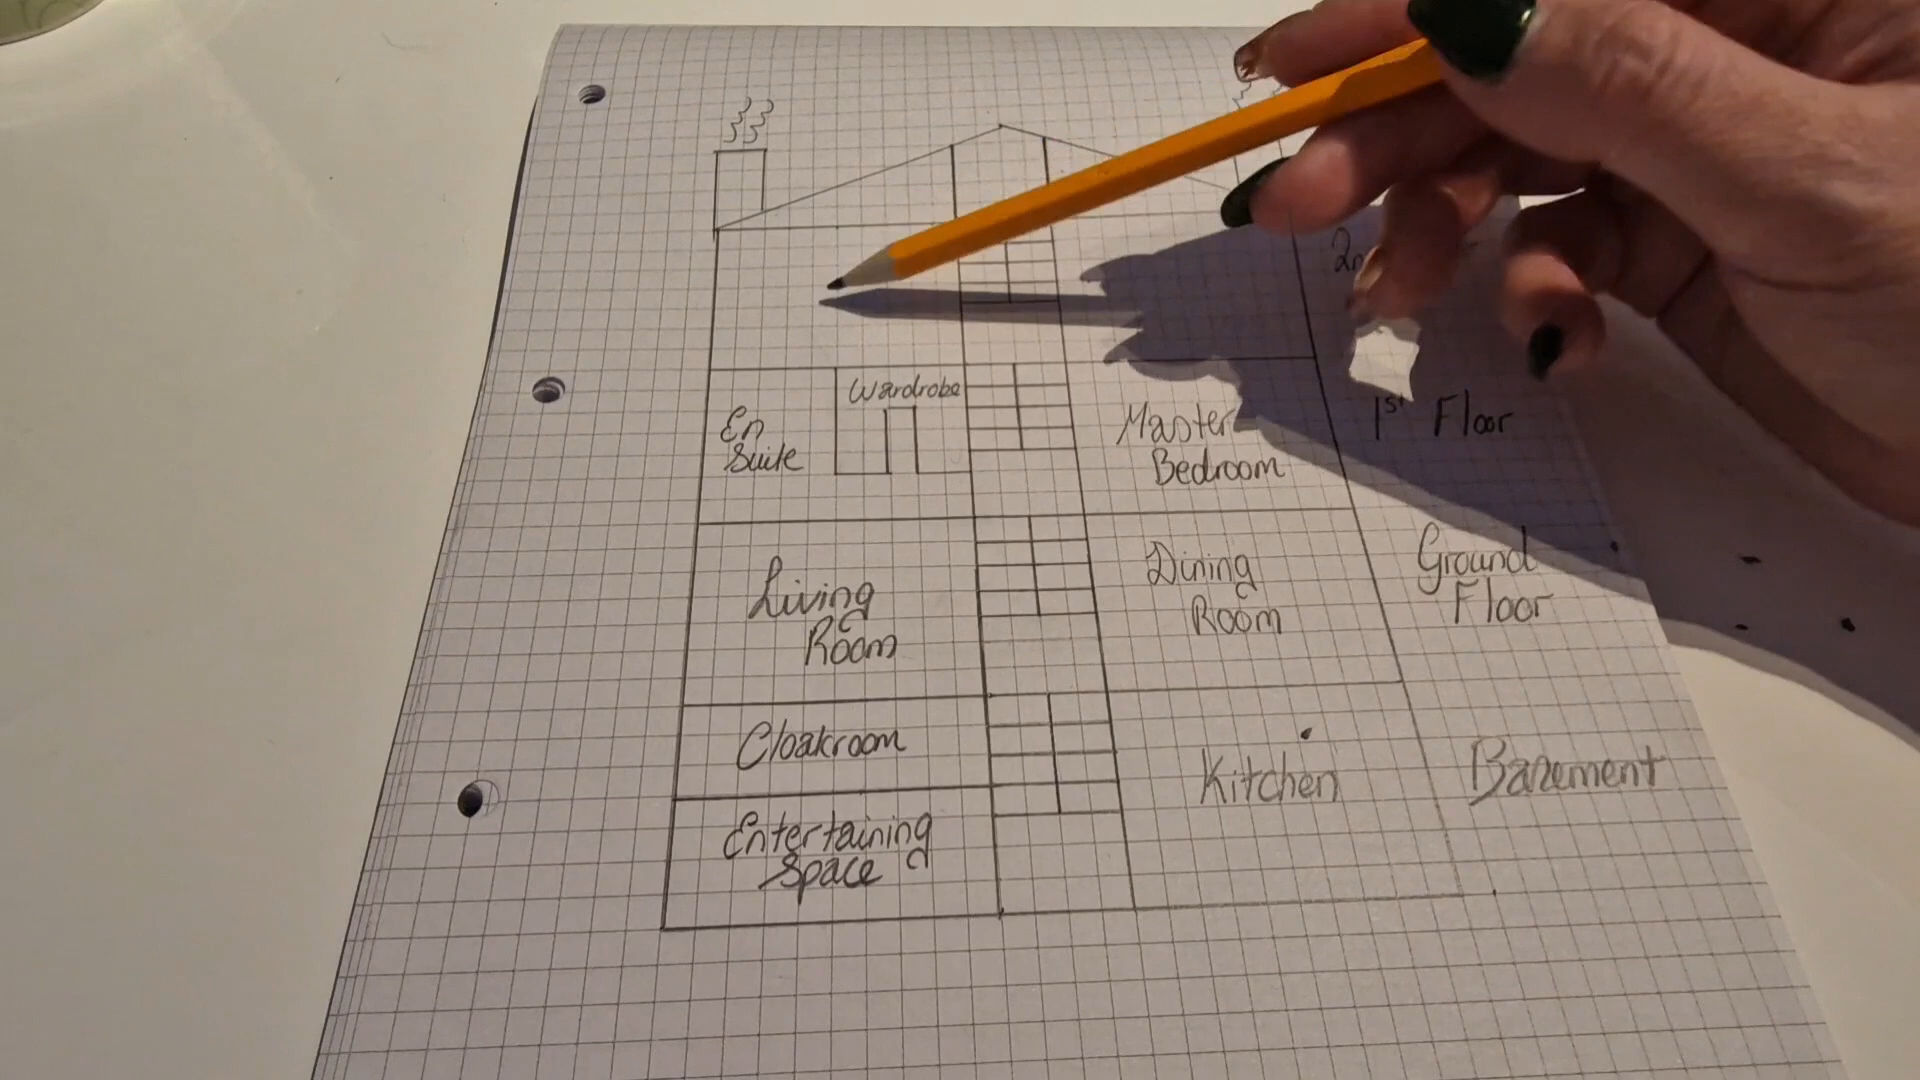 Wardrobe
En
Suite
Master
Bedroom
1st Floor
Living
Room
Dining
Room
Ground
Floor
Cloakroom
Kitchen
Basement
Entertaining
Space